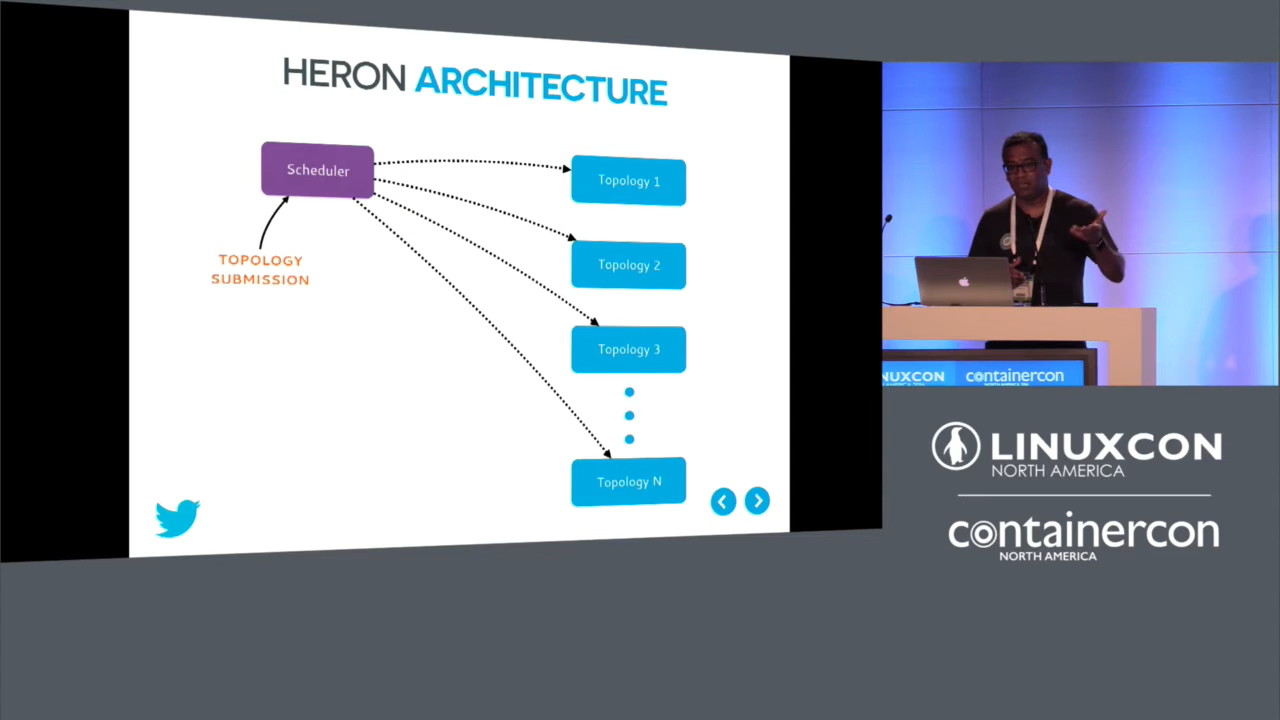 HERON ARCHITECTURE
Scheduler
TOPOLOGY
SUBMISSION
Topology 1
Topology 2
Topology 3
Topology N
NUXCON
containercon
LINUXCON
NORTH AMERICA
containercon
NORTH AMERICA